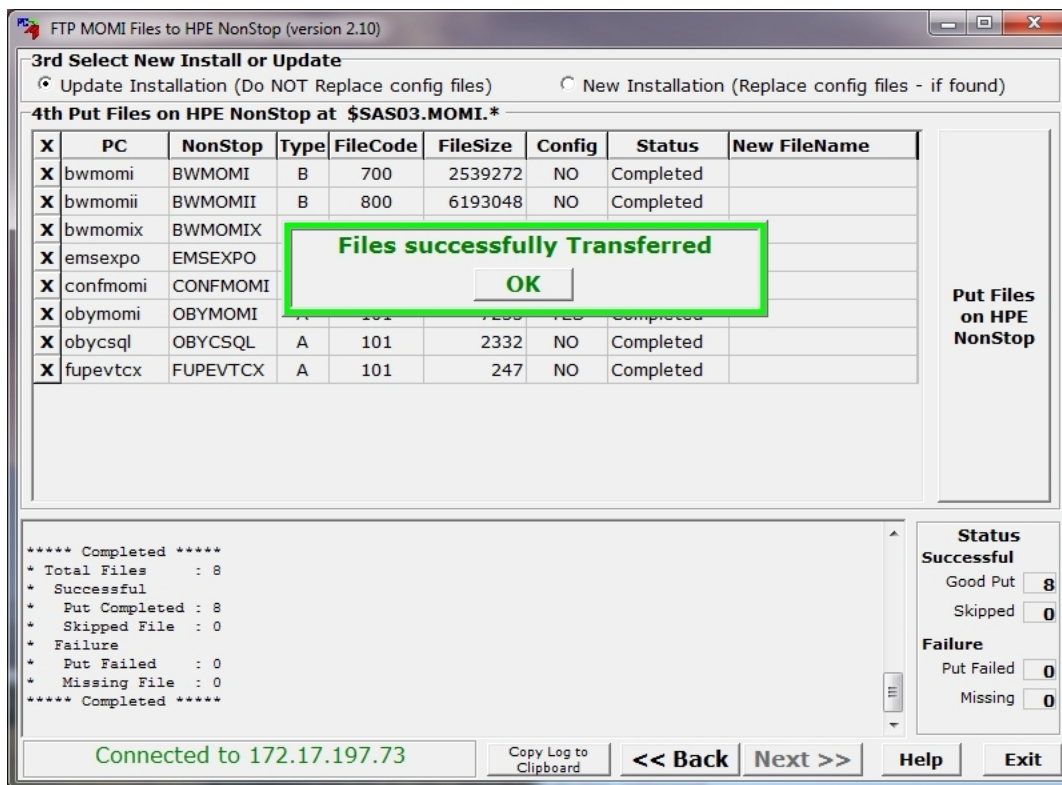 FTP MOMI Files to HPE NonStop (version 2.10)
3rd Select New Install or Update
Update Installation (Do NOT Replace config files) New Installation (Replace config files - if found)
4th Put Files on HPE NonStop at $SAS03.MOMI.*
X PC NonStop Type FileCode FileSize Config Status New FileName
X bwmomi BWMOMI B 700 2539272 NO Completed
X bwmomii BWMOMII B 800 6193048 NO Completed
X bwmomix BWMOMIX
X emsexpo EMSEXPO
X confmomi CONFMOMI
X obymomi OBYMOMI
X obycsql OBYCSQL A 101 2332 NO Completed
X fupevtcx FUPEVTCX A 101 247 NO Completed
Files successfully Transferred
OK
Put Files
on HPE
NonStop
***** Completed *****
* Total Files : 8
* Successful
* Put Completed : 8
* Skipped File : 0
* Failure
* Put Failed : 0
* Missing File : 0
***** Completed *****
Status
Successful
Good Put 8
Skipped 0
Failure
Put Failed 0
Missing 0
Connected to 172.17.197.73
Copy Log to
Clipboard
<< Back
Next >>
Help
Exit